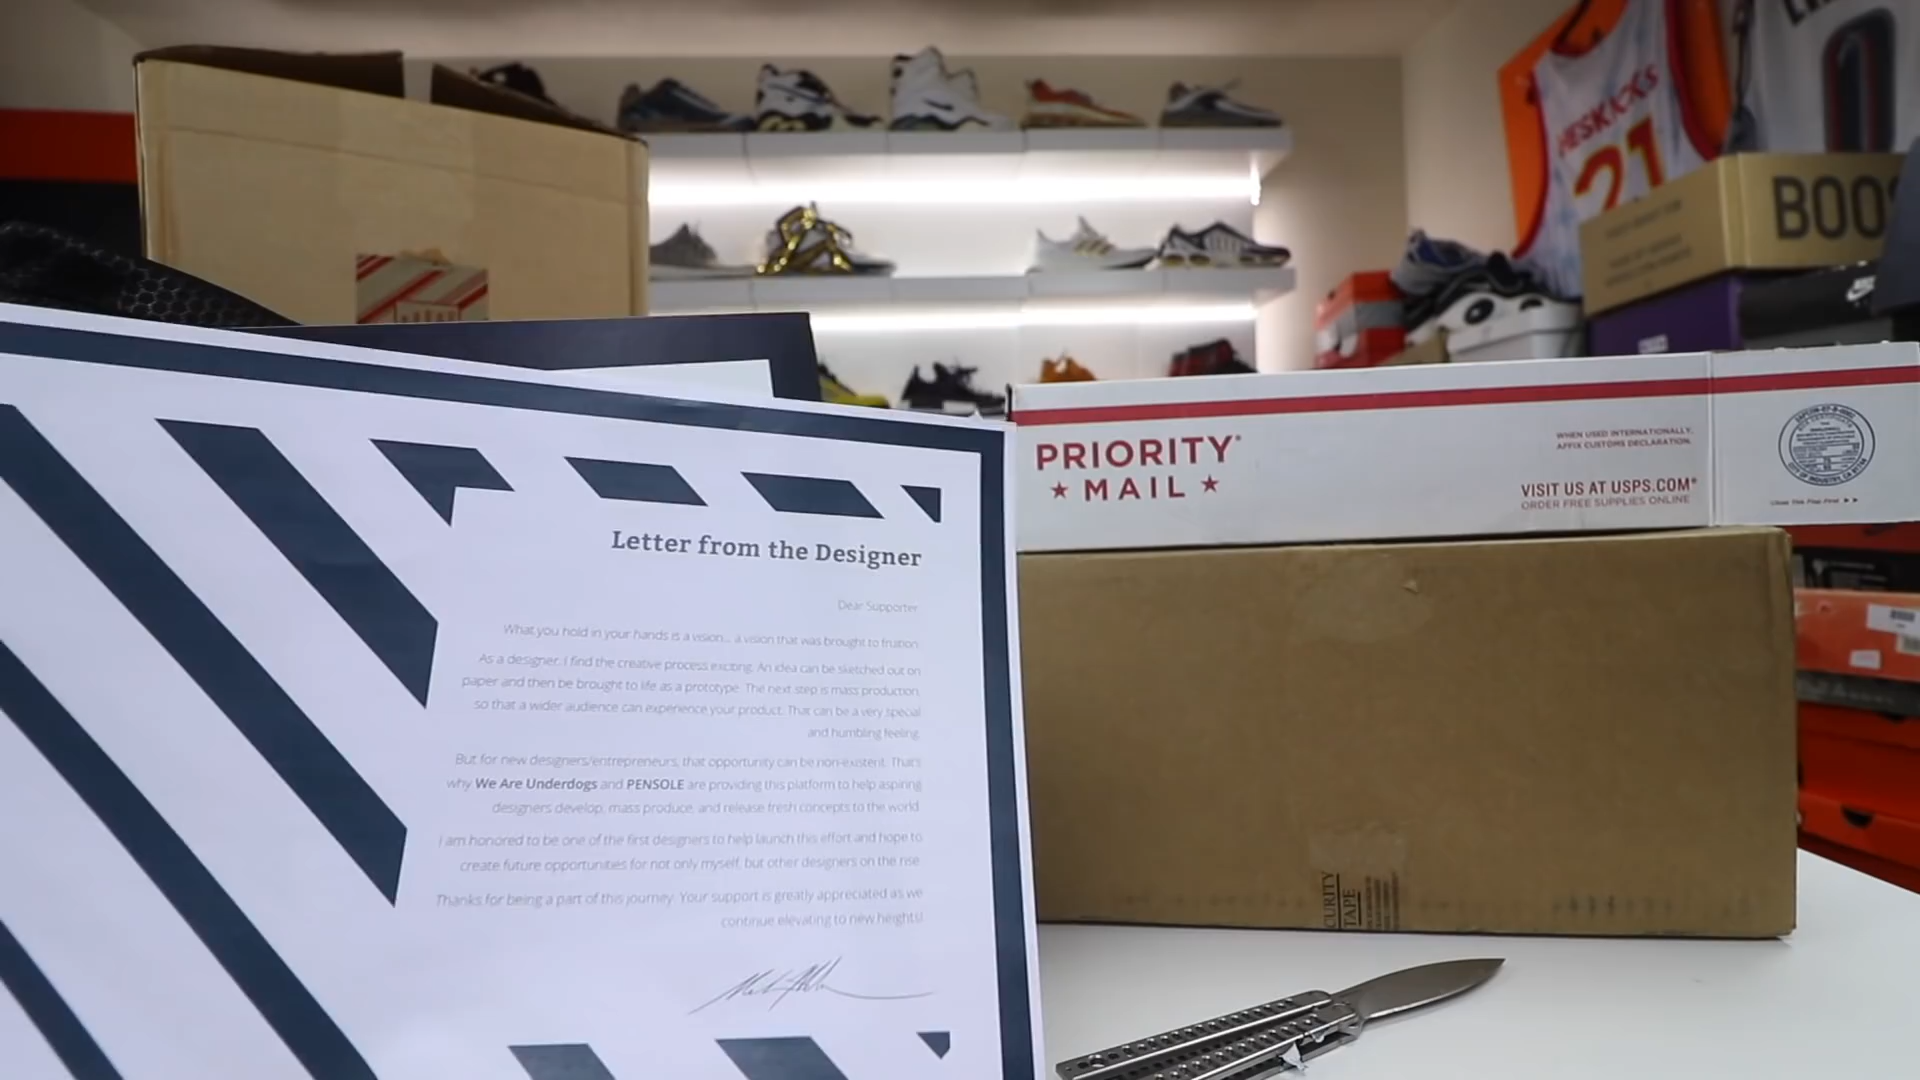 HESKICKS
21
BOOS
PRIORITY
MAIL
WHEN USED INTERNATIONALLY,
AFFIX CUSTOMS DECLARATION.
VISIT US AT USPS.COM®
ORDER FREE SUPPLIES ONLINE
Letter from the Designer
Dear Supporter
What you hold in your hands is a vision... a vision that was brought to fruition.
As a designer, I find the creative process exciting. An idea can be sketched out on
paper and then be brought to life as a prototype. The next step is mass production,
so that a wider audience can experience your product. That can be a very special
and humbling feeling.
But for new designers/entrepreneurs, that opportunity can be non-existent. That's
why We Are Underdogs and PENSOLE are providing this platform to help aspiring
designers develop, mass produce, and release fresh concepts to the world.
I am honored to be one of the first designers to help launch this effort and hope to
create future opportunities for not only myself, but other designers on the rise.
Thanks for being a part of this journey. Your support is greatly appreciated as we
continue elevating to new heights!
CURITY
TAPE